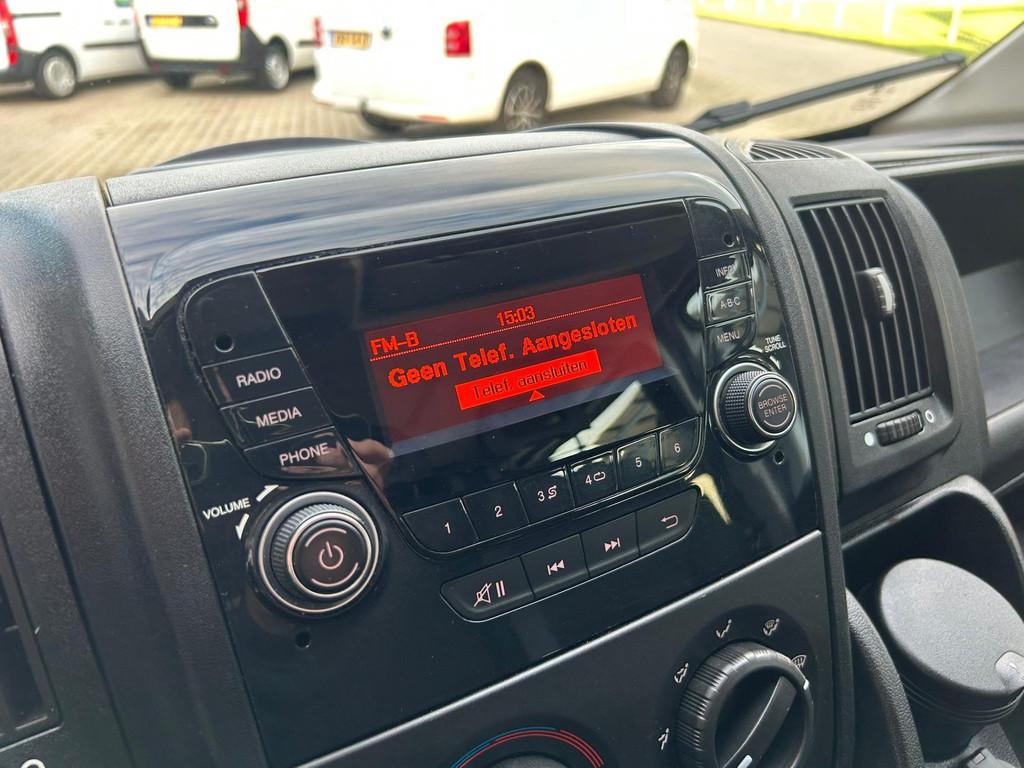 15:03
FM-B
Geen Telef. Aangesloten
Telef. aansluiten
RADIO
MEDIA
PHONE
VOLUME
INFO
A-B-C
MENU
TUNE
SCROLL
BROWSE
ENTER
1
2
3
4
5
6